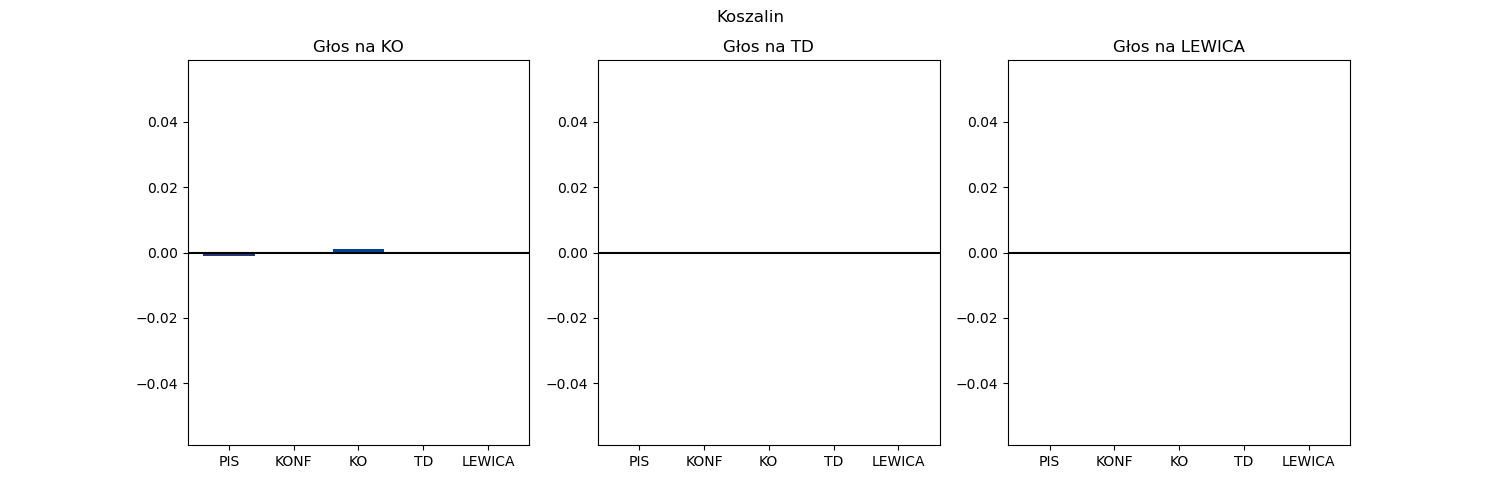 Koszalin
Głos na KO
0.04
0.02
0.00
−0.02
−0.04
PIS KONF KO TD LEWICA
Głos na TD
0.04
0.02
0.00
−0.02
−0.04
PIS KONF KO TD LEWICA
Głos na LEWICA
0.04
0.02
0.00
−0.02
−0.04
PIS KONF KO TD LEWICA